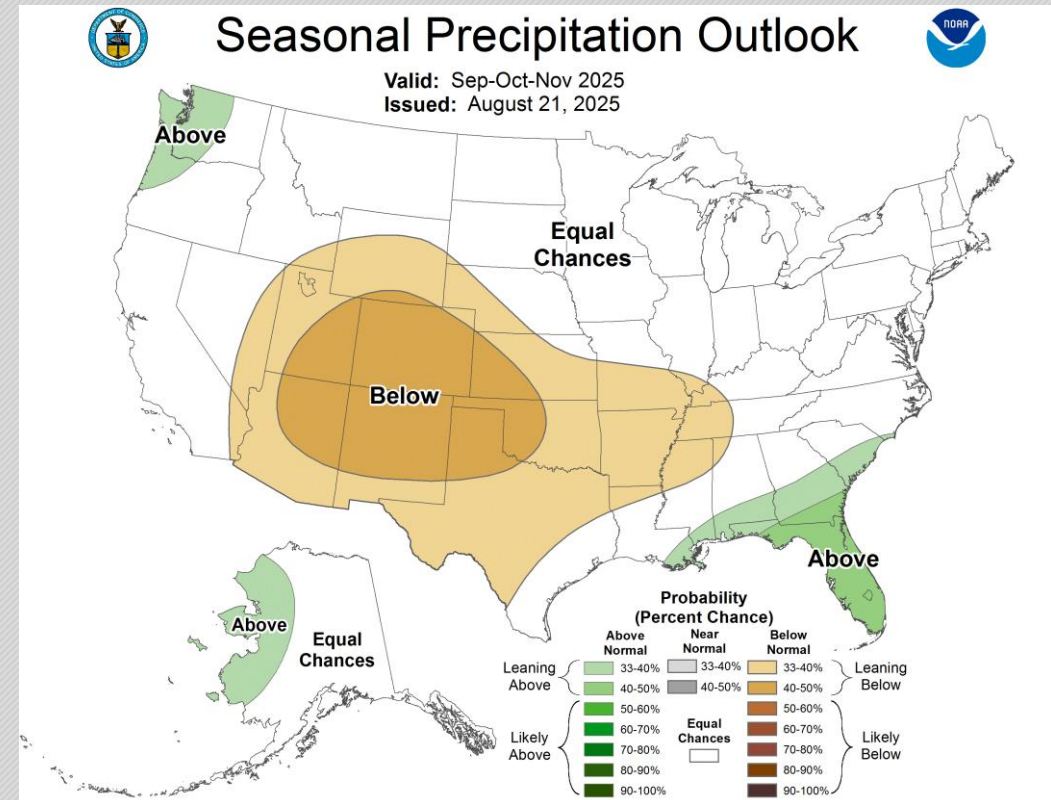 Seasonal Precipitation Outlook
NOAA
Valid: Sep-Oct-Nov 2025
Issued: August 21, 2025
Above
Equal
Chances
Below
Above
Above
Equal
Chances
Probability
(Percent Chance)
Above
Normal
Near
Normal
Below
Normal
Leaning
Above
33-40%
40-50%
33-40%
40-50%
33-40%
40-50%
Leaning
Below
Likely
Above
50-60%
60-70%
70-80%
80-90%
90-100%
Equal
Chances
50-60%
60-70%
70-80%
80-90%
90-100%
Likely
Below